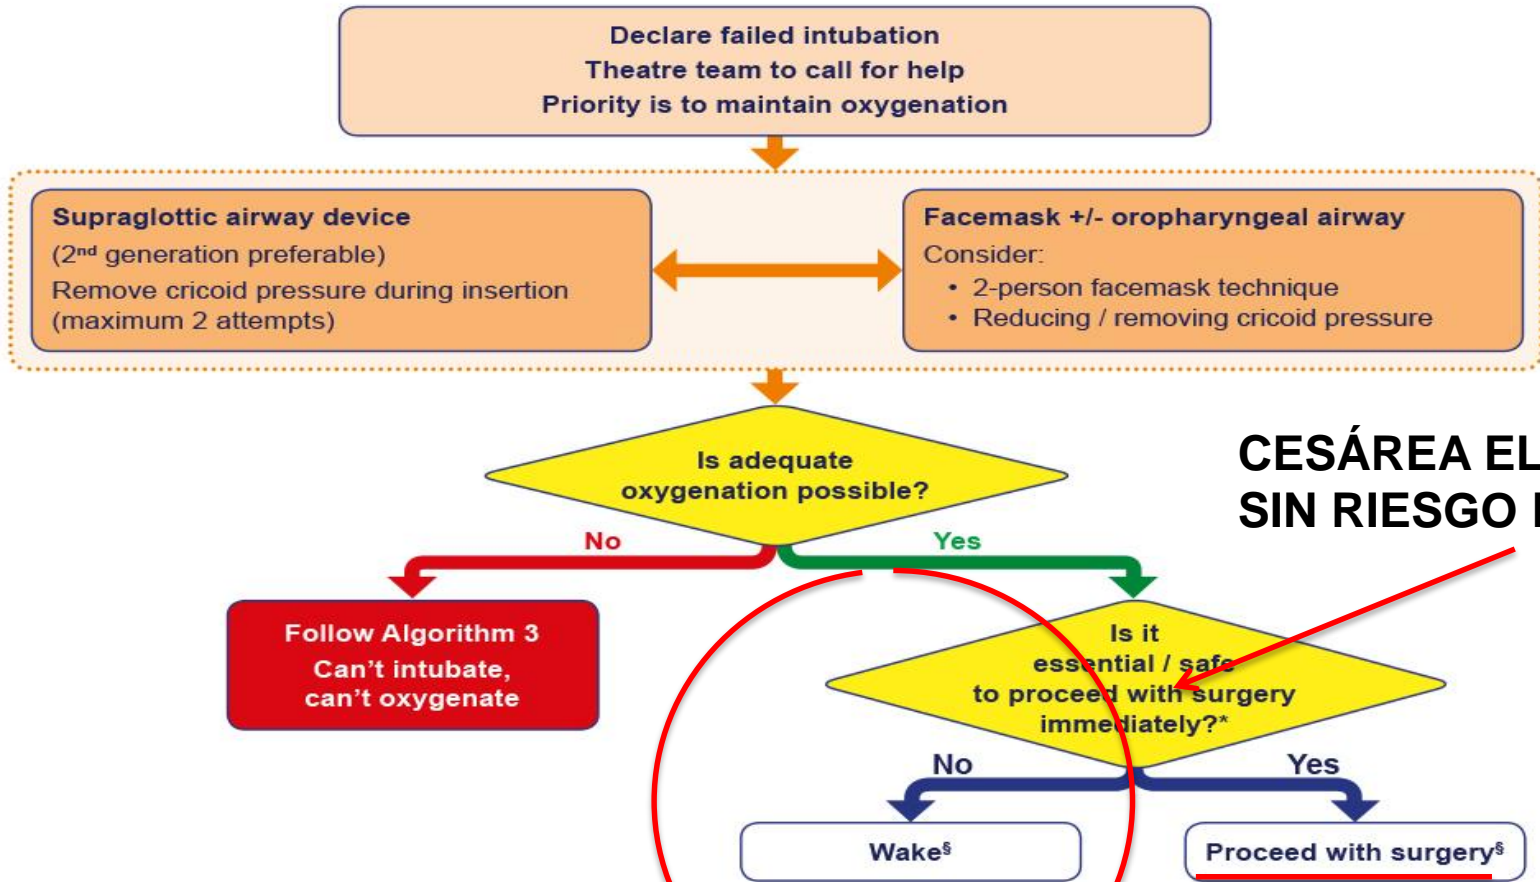 Declare failed intubation
Theatre team to call for help
Priority is to maintain oxygenation
Supraglottic airway device
(2nd generation preferable)
Remove cricoid pressure during insertion
(maximum 2 attempts)
Facemask +/- oropharyngeal airway
Consider:
• 2-person facemask technique
• Reducing / removing cricoid pressure
Is adequate
oxygenation possible?
CESÁREA EL
SIN RIESGO
No
Yes
Follow Algorithm 3
Can't intubate,
can't oxygenate
Is it
essential / safe
to proceed with surgery
immediately?*
No
Yes
Wake§
Proceed with surgery§